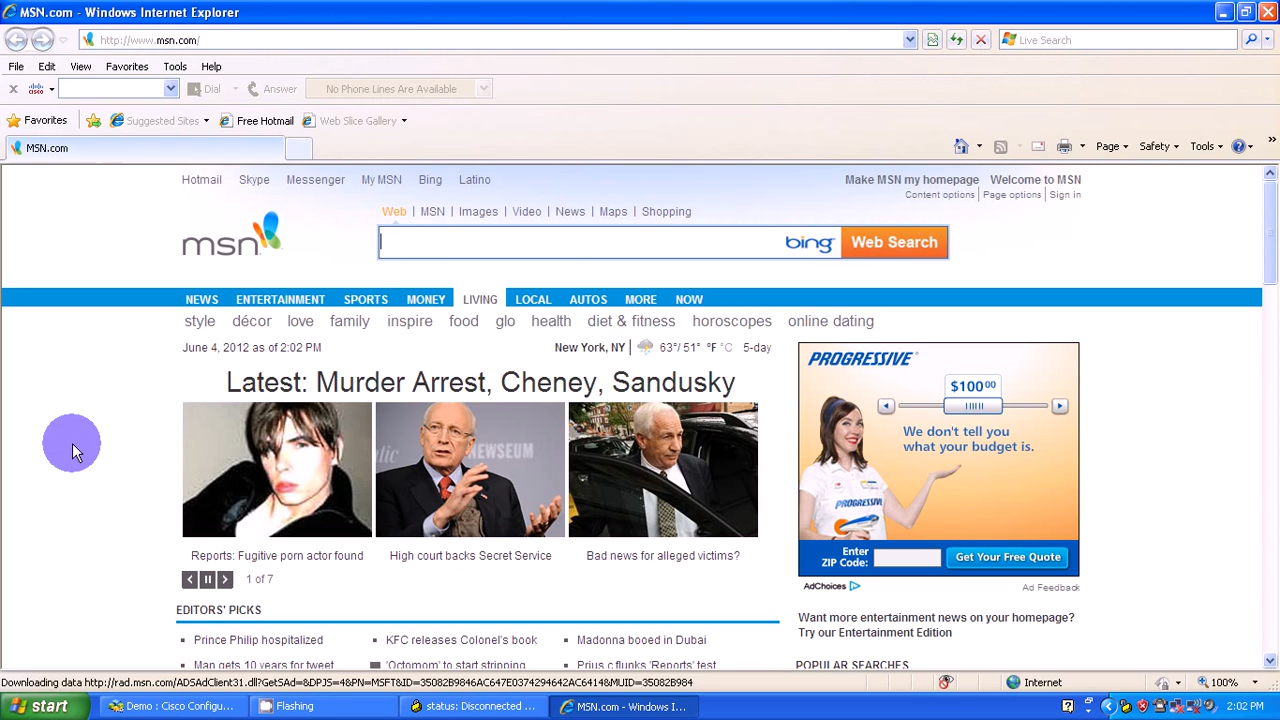 MSN.com - Windows Internet Explorer
http://www.msn.com/
Live Search
File Edit View Favorites Tools Help
cisco Dial Answer No Phone Lines Are Available
Favorites Suggested Sites Free Hotmail Web Slice Gallery
MSN.com Page Safety Tools
Hotmail Skype Messenger My MSN Bing Latino Make MSN my homepage Welcome to MSN
Content options Page options Sign in
Web | MSN | Images | Video | News | Maps | Shopping
msn bing Web Search
NEWS ENTERTAINMENT SPORTS MONEY LIVING LOCAL AUTOS MORE NOW
style décor love family inspire food glo health diet & fitness horoscopes online dating
June 4, 2012 as of 2:02 PM New York, NY 63°/ 51° °F °C 5-day
Latest: Murder Arrest, Cheney, Sandusky
NEWSEUM
Reports: Fugitive porn actor found High court backs Secret Service Bad news for alleged victims?
1 of 7
PROGRESSIVE
$100 00
We don't tell you
what your budget is.
PROGRESSIVE
Enter
ZIP Code: Get Your Free Quote
AdChoices Ad Feedback
EDITORS' PICKS
Prince Philip hospitalized KFC releases Colonel's book Madonna booed in Dubai
Man gets 10 years for tweet 'Octomom' to start stripping Prius c flunks 'Reports' test
Want more entertainment news on your homepage?
Try our Entertainment Edition
POPULAR SEARCHES
Downloading data http://rad.msn.com/ADSAdClient31.dll?GetSAd=&DPJS=4&PN=MSFT&ID=35082B9846AC647E0374294642AC6414&MUID=35082B984 Internet 100%
start Demo : Cisco Configu... Flashing status: Disconnected ... MSN.com - Windows I... 2:02 PM